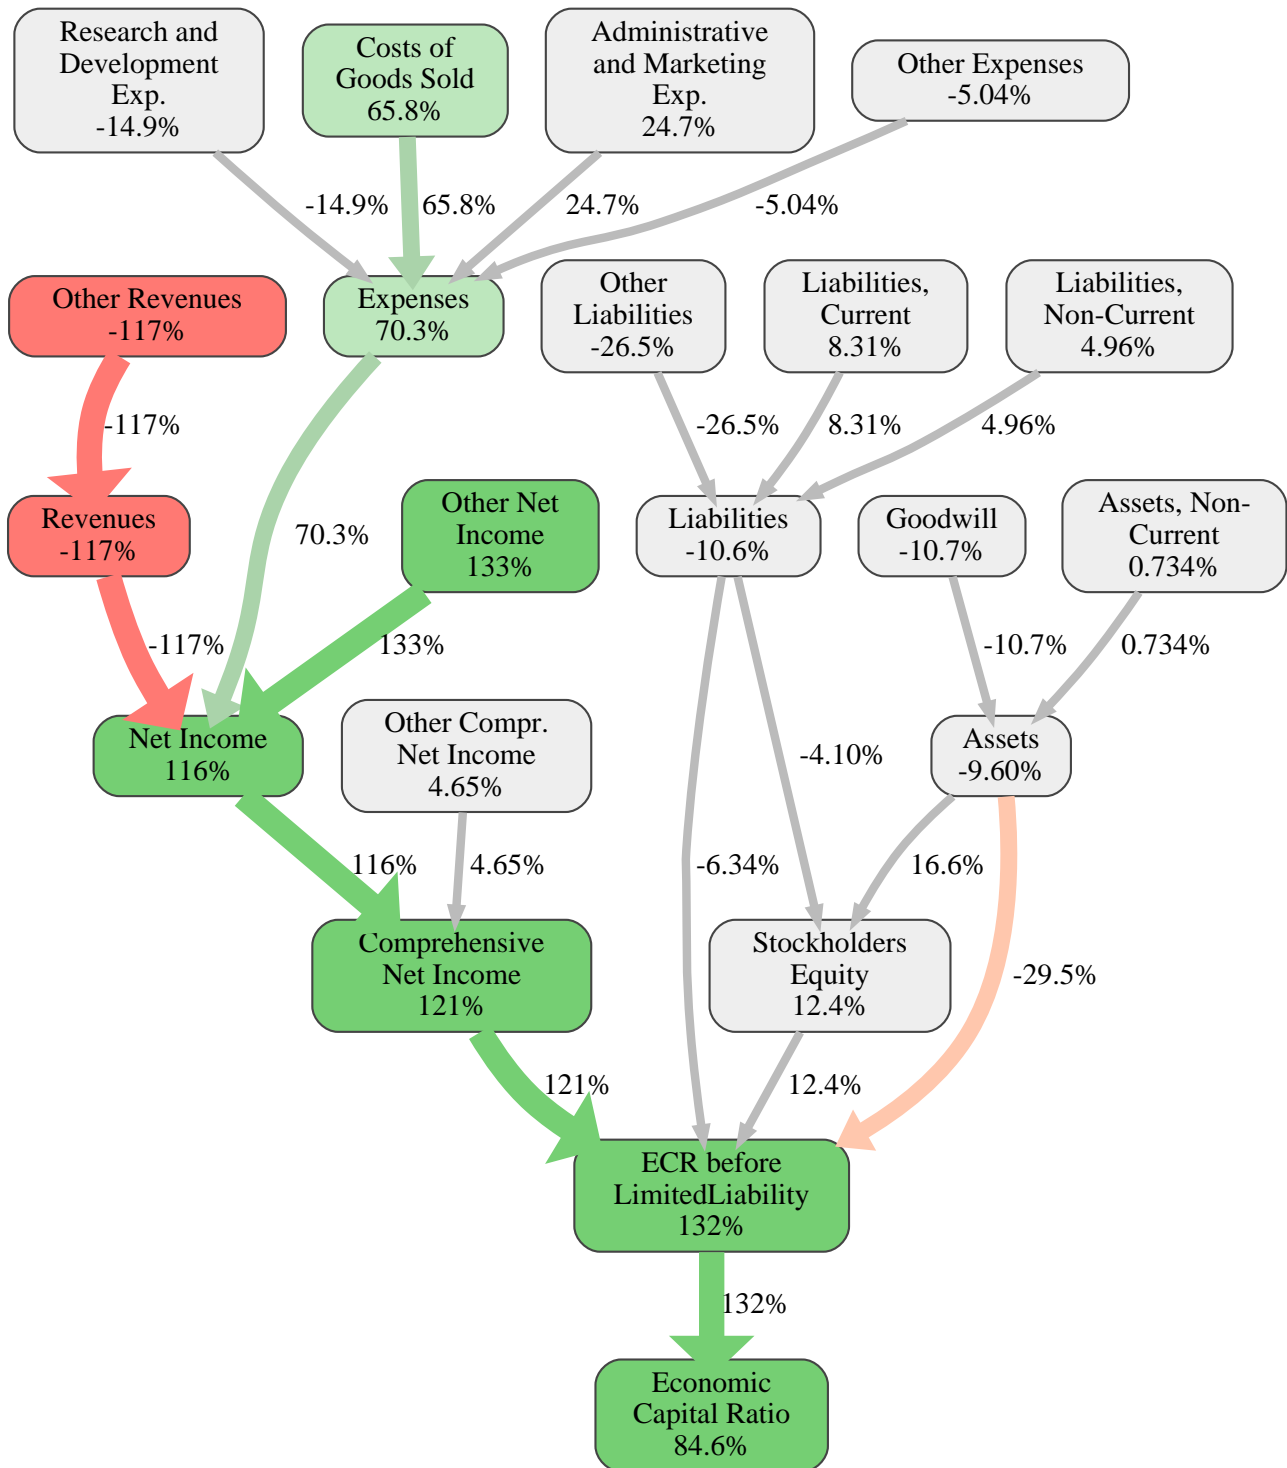 Research and
Development
Exp.
-14.9%
Costs of
Goods Sold
65.8%
Administrative
and Marketing
Exp.
24.7%
Other Expenses
-5.04%
-14.9%
65.8%
24.7%
-5.04%
Other Revenues
-117%
Expenses
70.3%
Other
Liabilities
-26.5%
Liabilities,
Current
8.31%
Liabilities,
Non-Current
4.96%
-117%
-26.5%
8.31%
4.96%
Revenues
-117%
70.3%
Other Net
Income
133%
Liabilities
-10.6%
Goodwill
-10.7%
Assets, Non-
Current
0.734%
-117%
133%
-10.7%
0.734%
Net Income
116%
Other Compr.
Net Income
4.65%
-4.10%
Assets
-9.60%
116%
4.65%
-6.34%
16.6%
Comprehensive
Net Income
121%
Stockholders
Equity
12.4%
-29.5%
121%
12.4%
ECR before
LimitedLiability
132%
132%
Economic
Capital Ratio
84.6%